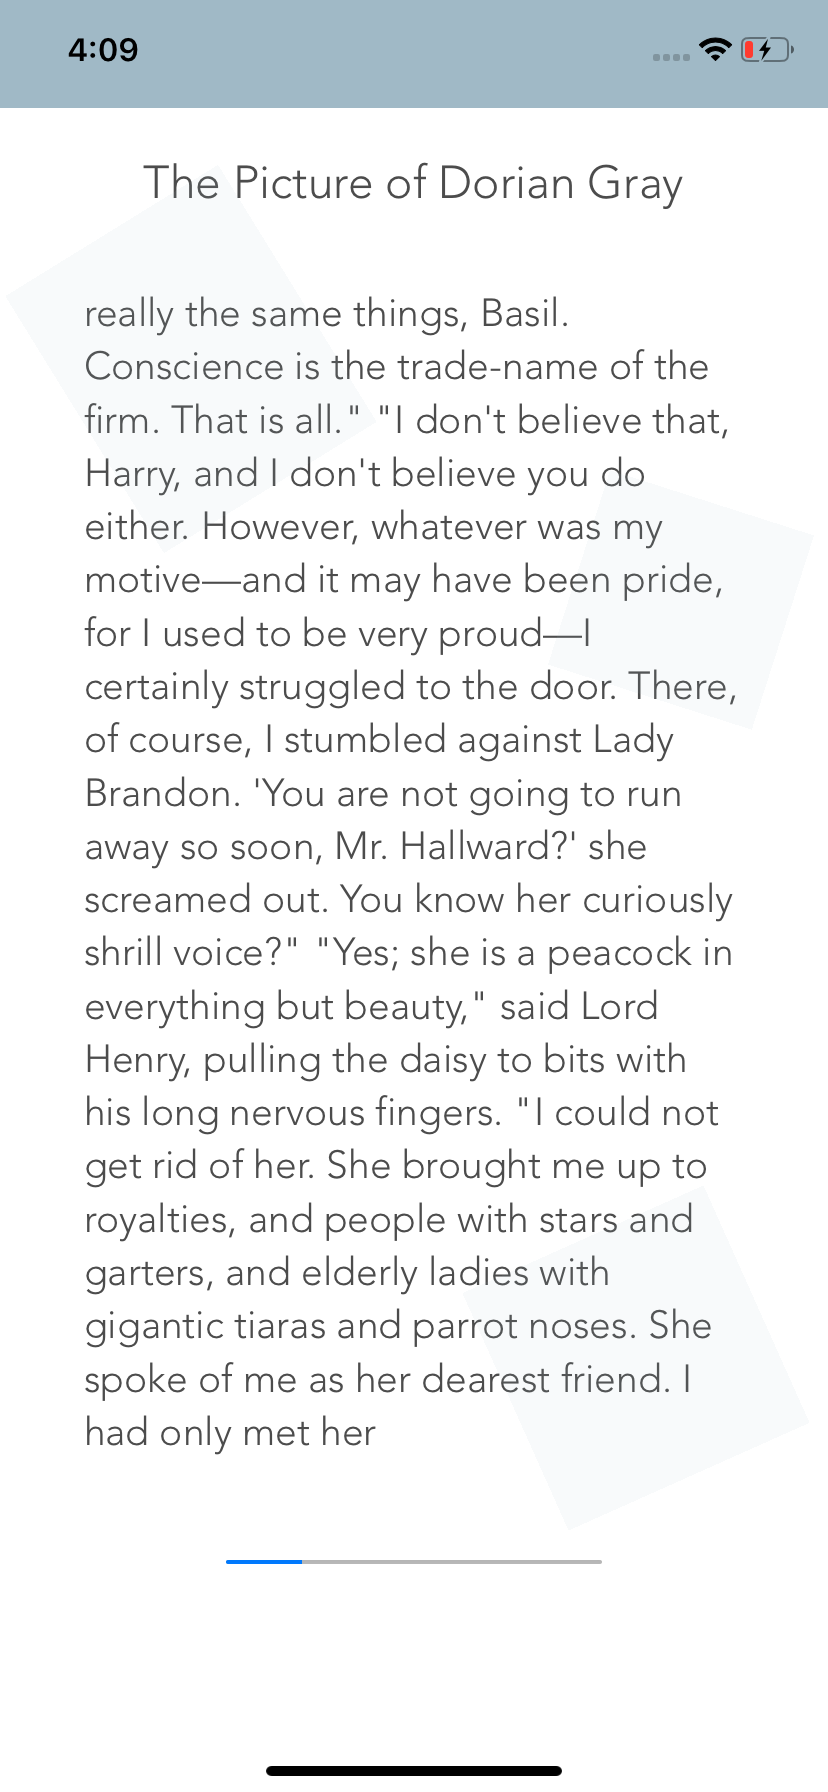 4:09
The Picture of Dorian Gray
really the same things, Basil.
Conscience is the trade-name of the
firm. That is all." "I don't believe that,
Harry, and I don't believe you do
either. However, whatever was my
motive—and it may have been pride,
for I used to be very proud—I
certainly struggled to the door. There,
of course, I stumbled against Lady
Brandon. 'You are not going to run
away so soon, Mr. Hallward?' she
screamed out. You know her curiously
shrill voice?" "Yes; she is a peacock in
everything but beauty," said Lord
Henry, pulling the daisy to bits with
his long nervous fingers. "I could not
get rid of her. She brought me up to
royalties, and people with stars and
garters, and elderly ladies with
gigantic tiaras and parrot noses. She
spoke of me as her dearest friend. I
had only met her